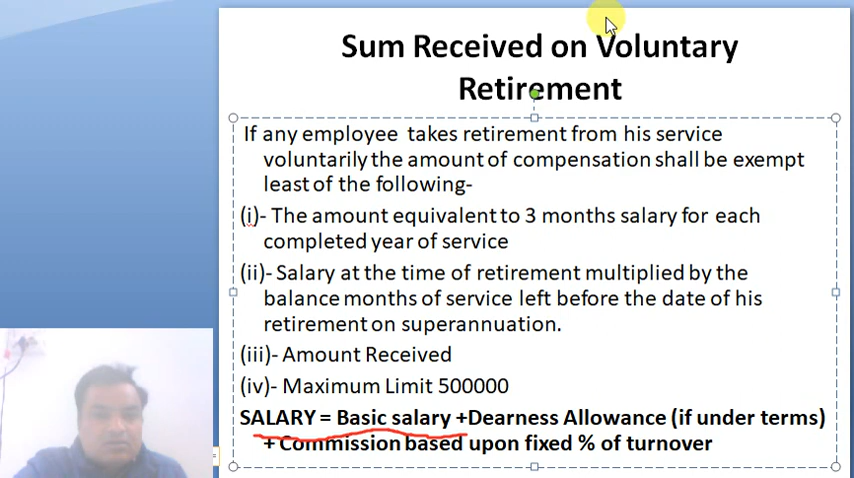 Sum Received on Voluntary
Retirement
If any employee takes retirement from his service
voluntarily the amount of compensation shall be exempt
least of the following-
(i)- The amount equivalent to 3 months salary for each
completed year of service
(ii)- Salary at the time of retirement multiplied by the
balance months of service left before the date of his
retirement on superannuation.
(iii)- Amount Received
(iv)- Maximum Limit 500000
SALARY = Basic salary +Dearness Allowance (if under terms)
+ Commission based upon fixed % of turnover